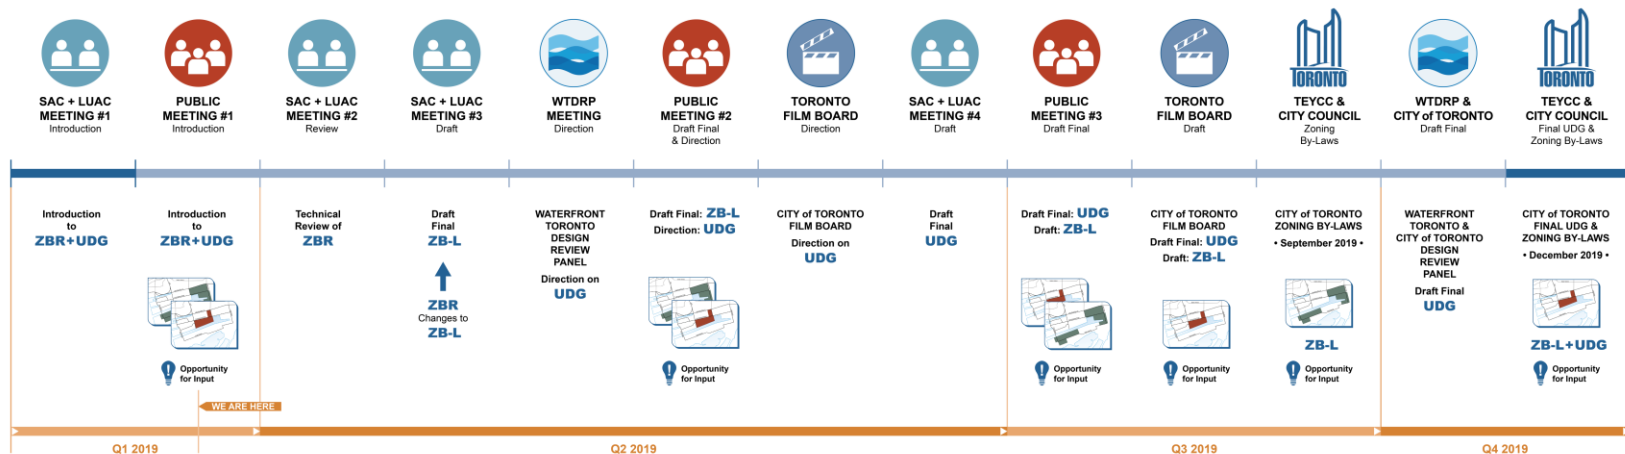 SAC + LUAC
MEETING #1
Introduction
PUBLIC
MEETING #1
Introduction
SAC + LUAC
MEETING #2
Review
SAC + LUAC
MEETING #3
Draft
WTDRP
MEETING
Direction
PUBLIC
MEETING #2
Draft Final
& Direction
TORONTO
FILM BOARD
Direction
SAC + LUAC
MEETING #4
Draft
PUBLIC
MEETING #3
Draft Final
TORONTO
FILM BOARD
Draft
TORONTO
TEYCC &
CITY COUNCIL
Zoning
By-Laws
WTDRP &
CITY of TORONTO
Draft Final
TORONTO
TEYCC &
CITY COUNCIL
Final UDG &
Zoning By-Laws
Introduction
to
ZBR+UDG
Introduction
to
ZBR+UDG
Opportunity
for Input
Technical
Review of
ZBR
Draft
Final
ZB-L
ZBR
Changes to
ZB-L
WATERFRONT
TORONTO
DESIGN
REVIEW
PANEL
Direction on
UDG
Draft Final: ZB-L
Direction: UDG
Opportunity
for Input
CITY of TORONTO
FILM BOARD
Direction on
UDG
Draft
Final
UDG
Draft Final: UDG
Draft: ZB-L
Opportunity
for Input
CITY of TORONTO
FILM BOARD
Draft Final: UDG
Draft: ZB-L
Opportunity
for Input
CITY of TORONTO
ZONING BY-LAWS
• September 2019 •
ZB-L
Opportunity
for Input
WATERFRONT
TORONTO &
CITY of TORONTO
DESIGN
REVIEW
PANEL
Draft Final
UDG
CITY of TORONTO
FINAL UDG &
ZONING BY-LAWS
• December 2019 •
ZB-L+UDG
Opportunity
for Input
WE ARE HERE
Q1 2019
Q2 2019
Q3 2019
Q4 2019